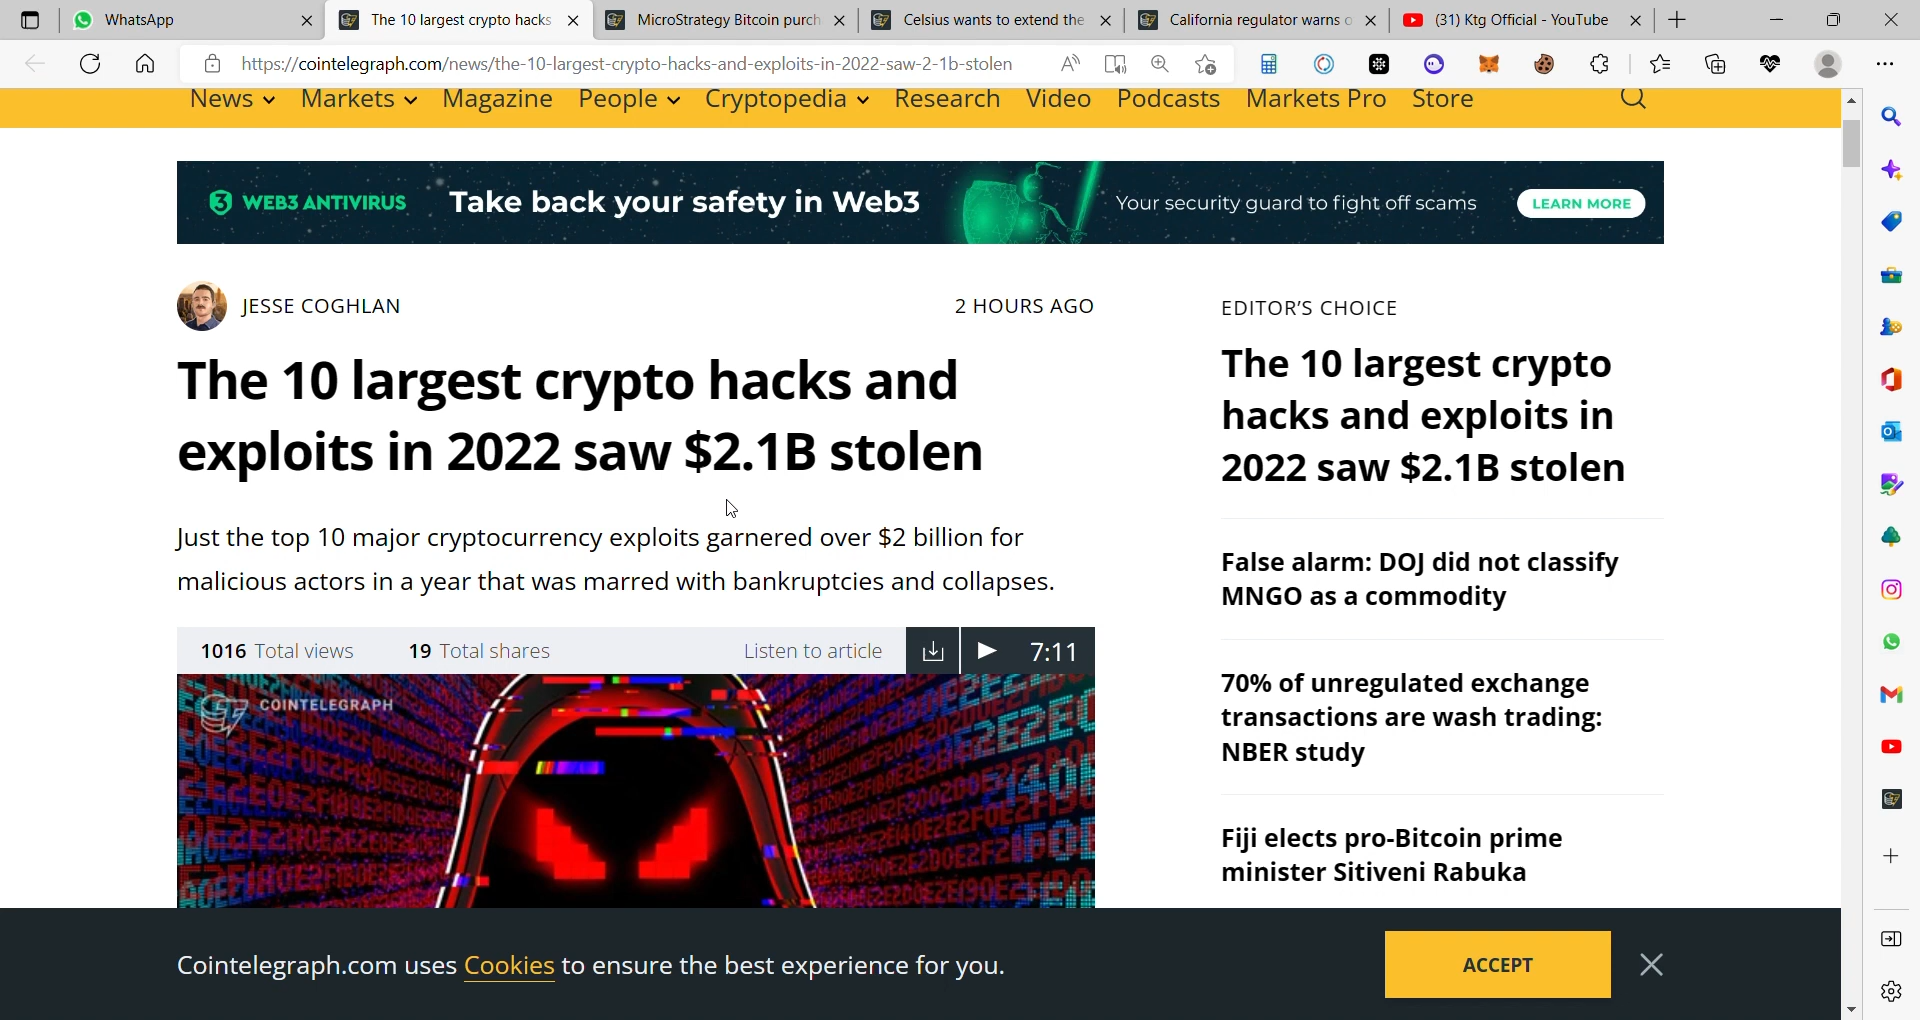 WhatsApp
The 10 largest crypto hacks
MicroStrategy Bitcoin purch
Celsius wants to extend the
California regulator warns o
(31) Ktg Official - YouTube
https://cointelegraph.com/news/the-10-largest-crypto-hacks-and-exploits-in-2022-saw-2-1b-stolen
News Markets Magazine People Cryptopedia Research Video Podcasts Markets Pro Store
WEB3 ANTIVIRUS Take back your safety in Web3 Your security guard to fight off scams LEARN MORE
JESSE COGHLAN 2 HOURS AGO
The 10 largest crypto hacks and
exploits in 2022 saw $2.1B stolen
Just the top 10 major cryptocurrency exploits garnered over $2 billion for
malicious actors in a year that was marred with bankruptcies and collapses.
1016 Total views 19 Total shares Listen to article 7:11
COINTELEGRAPH
EDITOR'S CHOICE
The 10 largest crypto
hacks and exploits in
2022 saw $2.1B stolen
False alarm: DOJ did not classify
MNGO as a commodity
70% of unregulated exchange
transactions are wash trading:
NBER study
Fiji elects pro-Bitcoin prime
minister Sitiveni Rabuka
Cointelegraph.com uses Cookies to ensure the best experience for you.
ACCEPT